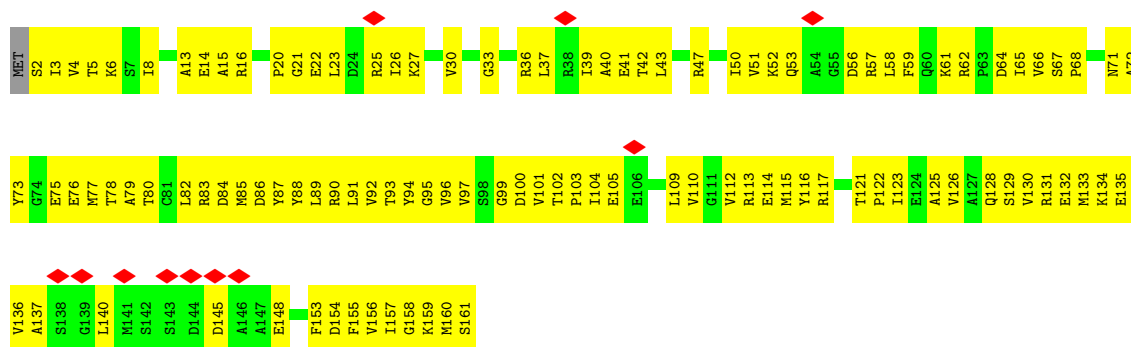 MET S2 I3 V4 T5 K6 S7 I8 A13 E14 A15 R16 P20 G21 E22 L23 D24 R25 I26 K27 V30 G33 R36 L37 R38 I39 A40 E41 T42 L43 R47 I50 V51 K52 Q53 A54 G55 D56 R57 L58 F59 Q60 K61 R62 P63 D64 I65 V66 S67 P68 N71 A72
Y73 G74 E75 E76 M77 T78 A79 T80 C81 L82 R83 D84 M85 D86 Y87 Y88 L89 R90 L91 V92 T93 Y94 G95 V96 V97 S98 G99 D100 V101 T102 P103 I104 E105 E106 L109 V110 G111 V112 R113 E114 M115 Y116 R117 T121 P122 I123 E124 A125 V126 A127 Q128 S129 V130 R131 E132 M133 K134 E135
V136 A137 S138 G139 L140 M141 S142 S143 D144 D145 A146 A147 E148 F153 D154 F155 V156 I157 G158 K159 M160 S161